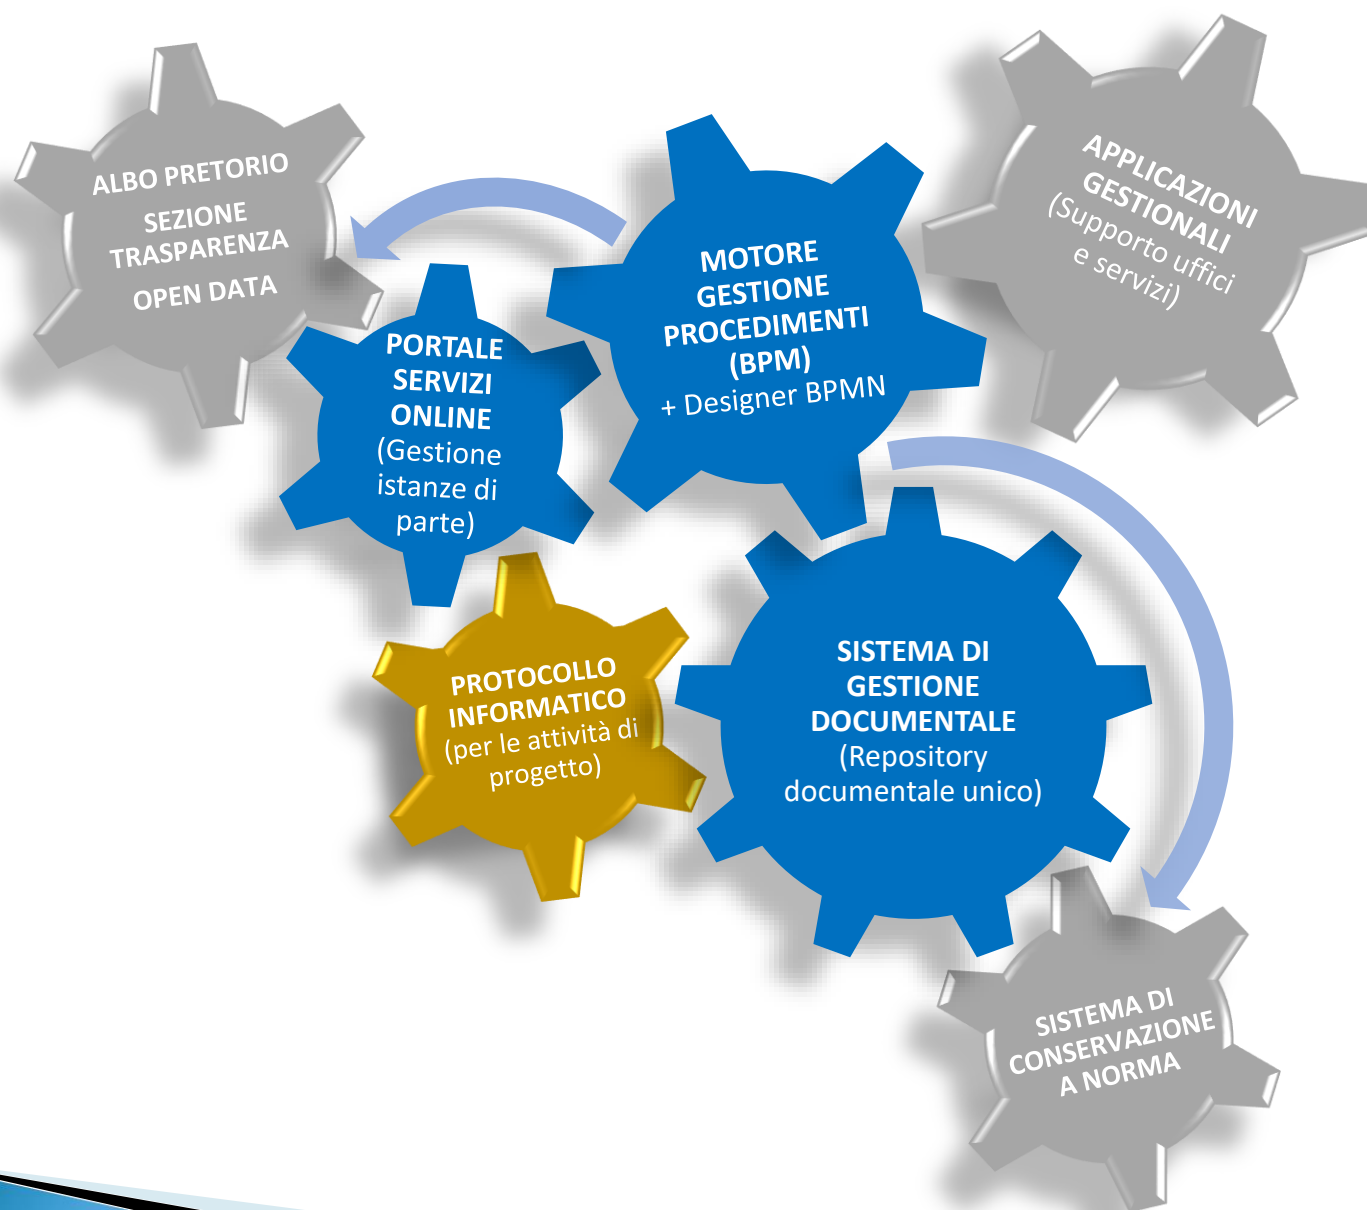 ALBO PRETORIO
SEZIONE
TRASPARENZA
OPEN DATA
PORTALE
SERVIZI
ONLINE
(Gestione
istanze di
parte)
MOTORE
GESTIONE
PROCEDIMENTI
(BPM)
+ Designer BPMN
APPLICAZIONI
GESTIONALI
(Supporto uffici
e servizi)
PROTOCOLLO
INFORMATICO
(per le attività di
progetto)
SISTEMA DI
GESTIONE
DOCUMENTALE
(Repository
documentale unico)
SISTEMA DI
CONSERVAZIONE
A NORMA